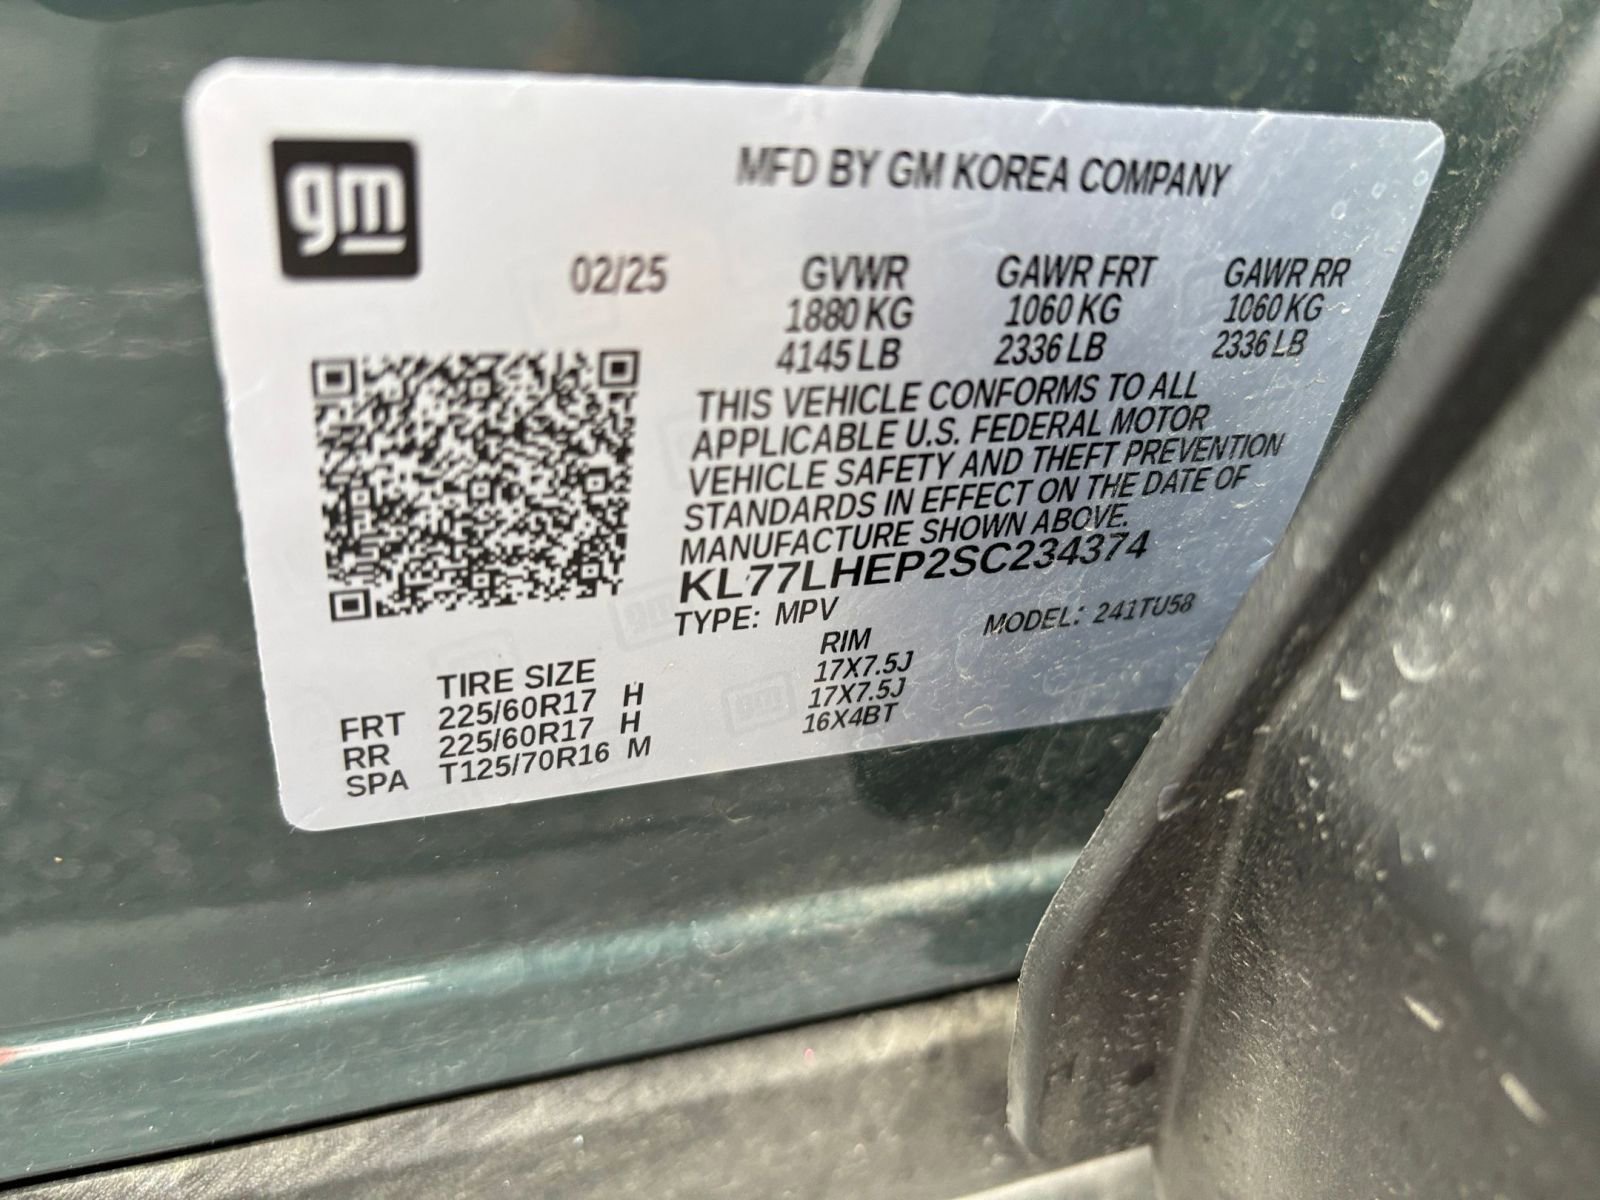 gm
MFD BY GM KOREA COMPANY
02/25 GVWR GAWR FRT GAWR RR
1880 KG 1060 KG 1060 KG
4145 LB 2336 LB 2336 LB
THIS VEHICLE CONFORMS TO ALL
APPLICABLE U.S. FEDERAL MOTOR
VEHICLE SAFETY AND THEFT PREVENTION
STANDARDS IN EFFECT ON THE DATE OF
MANUFACTURE SHOWN ABOVE.
KL77LHEP2SC234374
TYPE: MPV MODEL: 241TU58
TIRE SIZE RIM
FRT 225/60R17 H 17X7.5J
RR 225/60R17 H 17X7.5J
SPA T125/70R16 M 16X4BT